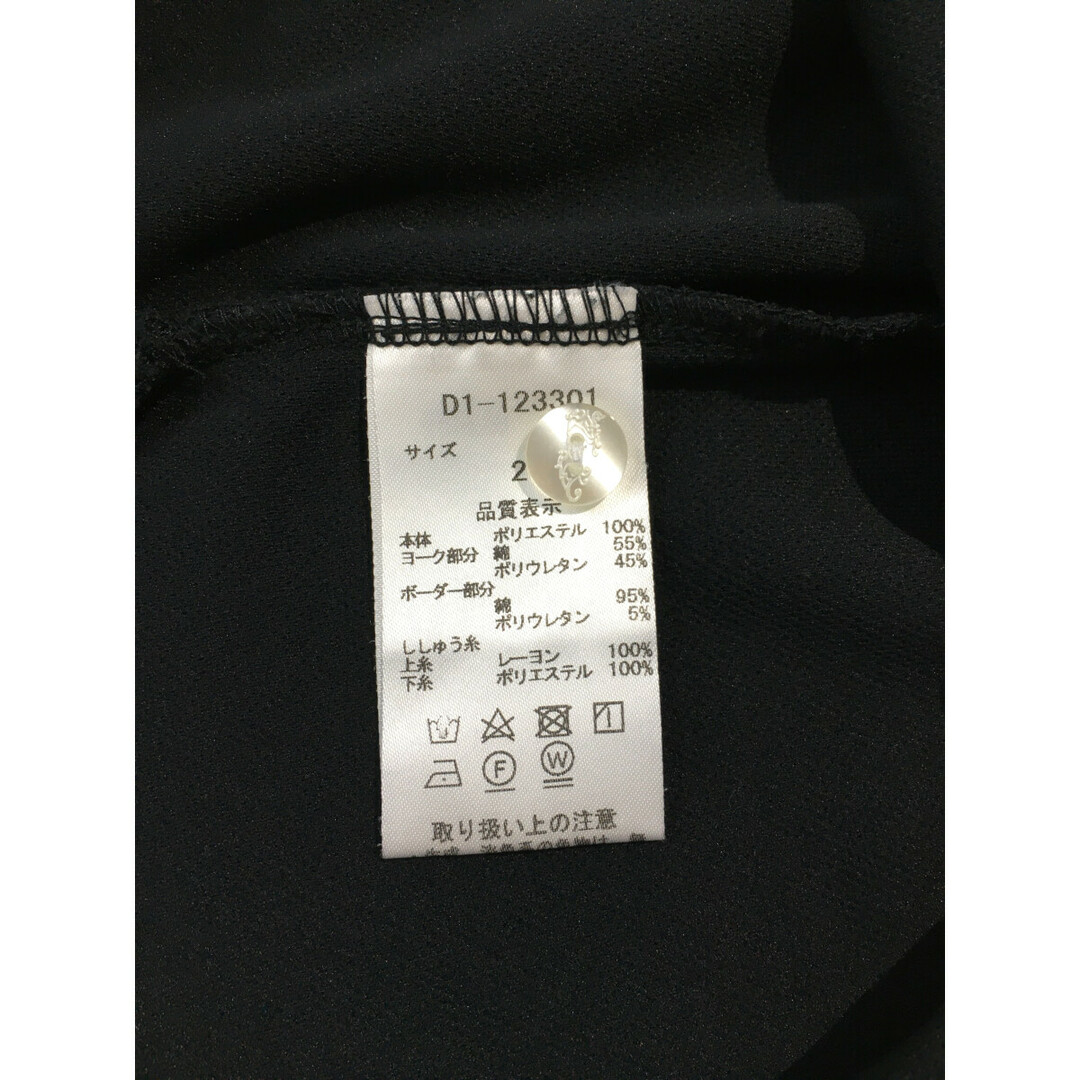 D1-123301
サイズ
2
品質表示
本体 ポリエステル 100%
ヨーク部分 綿 55%
ポリウレタン 45%
ボーダー部分
綿 95%
ポリウレタン 5%
ししゅう糸
上糸 レーヨン 100%
下糸 ポリエステル 100%
F W
取り扱い上の注意